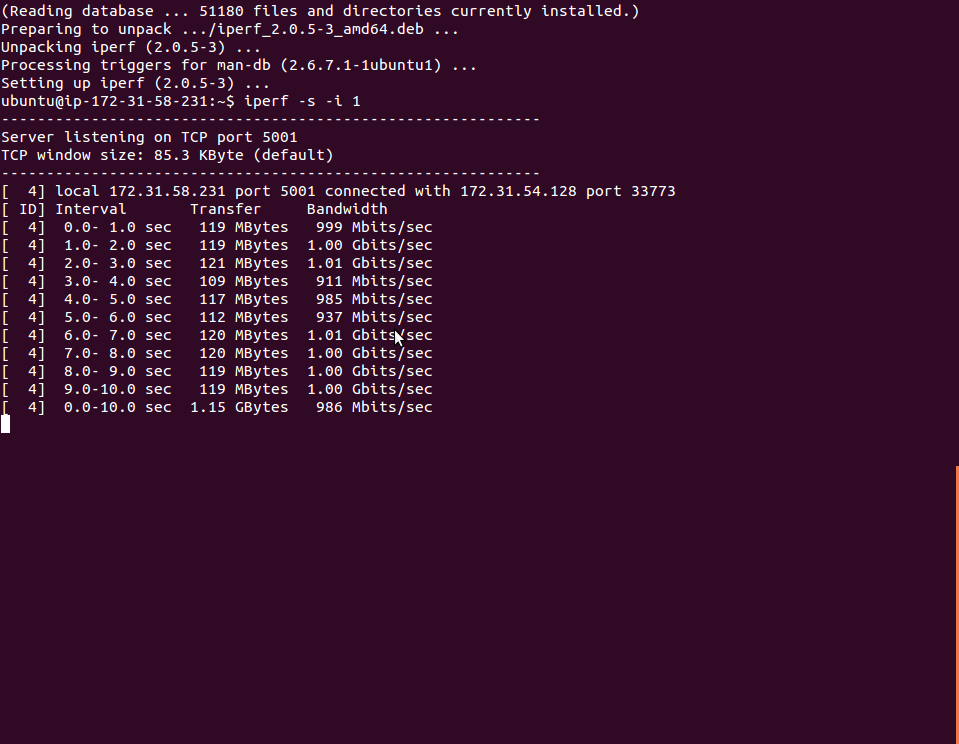 (Reading database ... 51180 files and directories currently installed.)
Preparing to unpack .../iperf_2.0.5-3_amd64.deb ...
Unpacking iperf (2.0.5-3) ...
Processing triggers for man-db (2.6.7.1-1ubuntu1) ...
Setting up iperf (2.0.5-3) ...
ubuntu@ip-172-31-58-231:~$ iperf -s -i 1
------------------------------------------------------------
Server listening on TCP port 5001
TCP window size: 85.3 KByte (default)
------------------------------------------------------------
[  4] local 172.31.58.231 port 5001 connected with 172.31.54.128 port 33773
[ ID] Interval       Transfer     Bandwidth
[  4]  0.0- 1.0 sec   119 MBytes   999 Mbits/sec
[  4]  1.0- 2.0 sec   119 MBytes  1.00 Gbits/sec
[  4]  2.0- 3.0 sec   121 MBytes  1.01 Gbits/sec
[  4]  3.0- 4.0 sec   109 MBytes   911 Mbits/sec
[  4]  4.0- 5.0 sec   117 MBytes   985 Mbits/sec
[  4]  5.0- 6.0 sec   112 MBytes   937 Mbits/sec
[  4]  6.0- 7.0 sec   120 MBytes  1.01 Gbits/sec
[  4]  7.0- 8.0 sec   120 MBytes  1.00 Gbits/sec
[  4]  8.0- 9.0 sec   119 MBytes  1.00 Gbits/sec
[  4]  9.0-10.0 sec   119 MBytes  1.00 Gbits/sec
[  4]  0.0-10.0 sec  1.15 GBytes   986 Mbits/sec